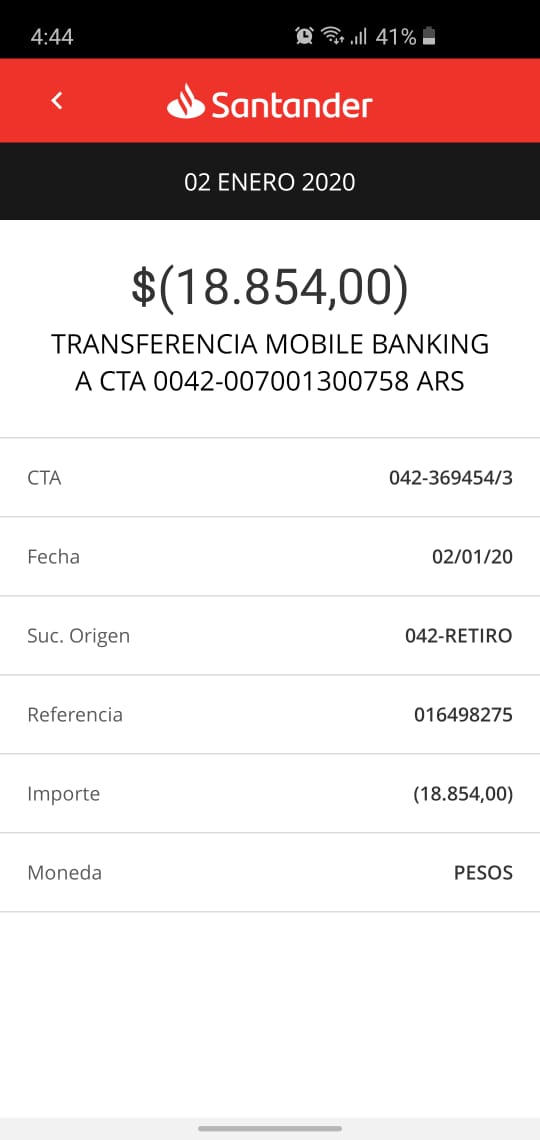 4:44 41%
Santander
02 ENERO 2020
$(18.854,00)
TRANSFERENCIA MOBILE BANKING
A CTA 0042-007001300758 ARS
CTA 042-369454/3
Fecha 02/01/20
Suc. Origen 042-RETIRO
Referencia 016498275
Importe (18.854,00)
Moneda PESOS